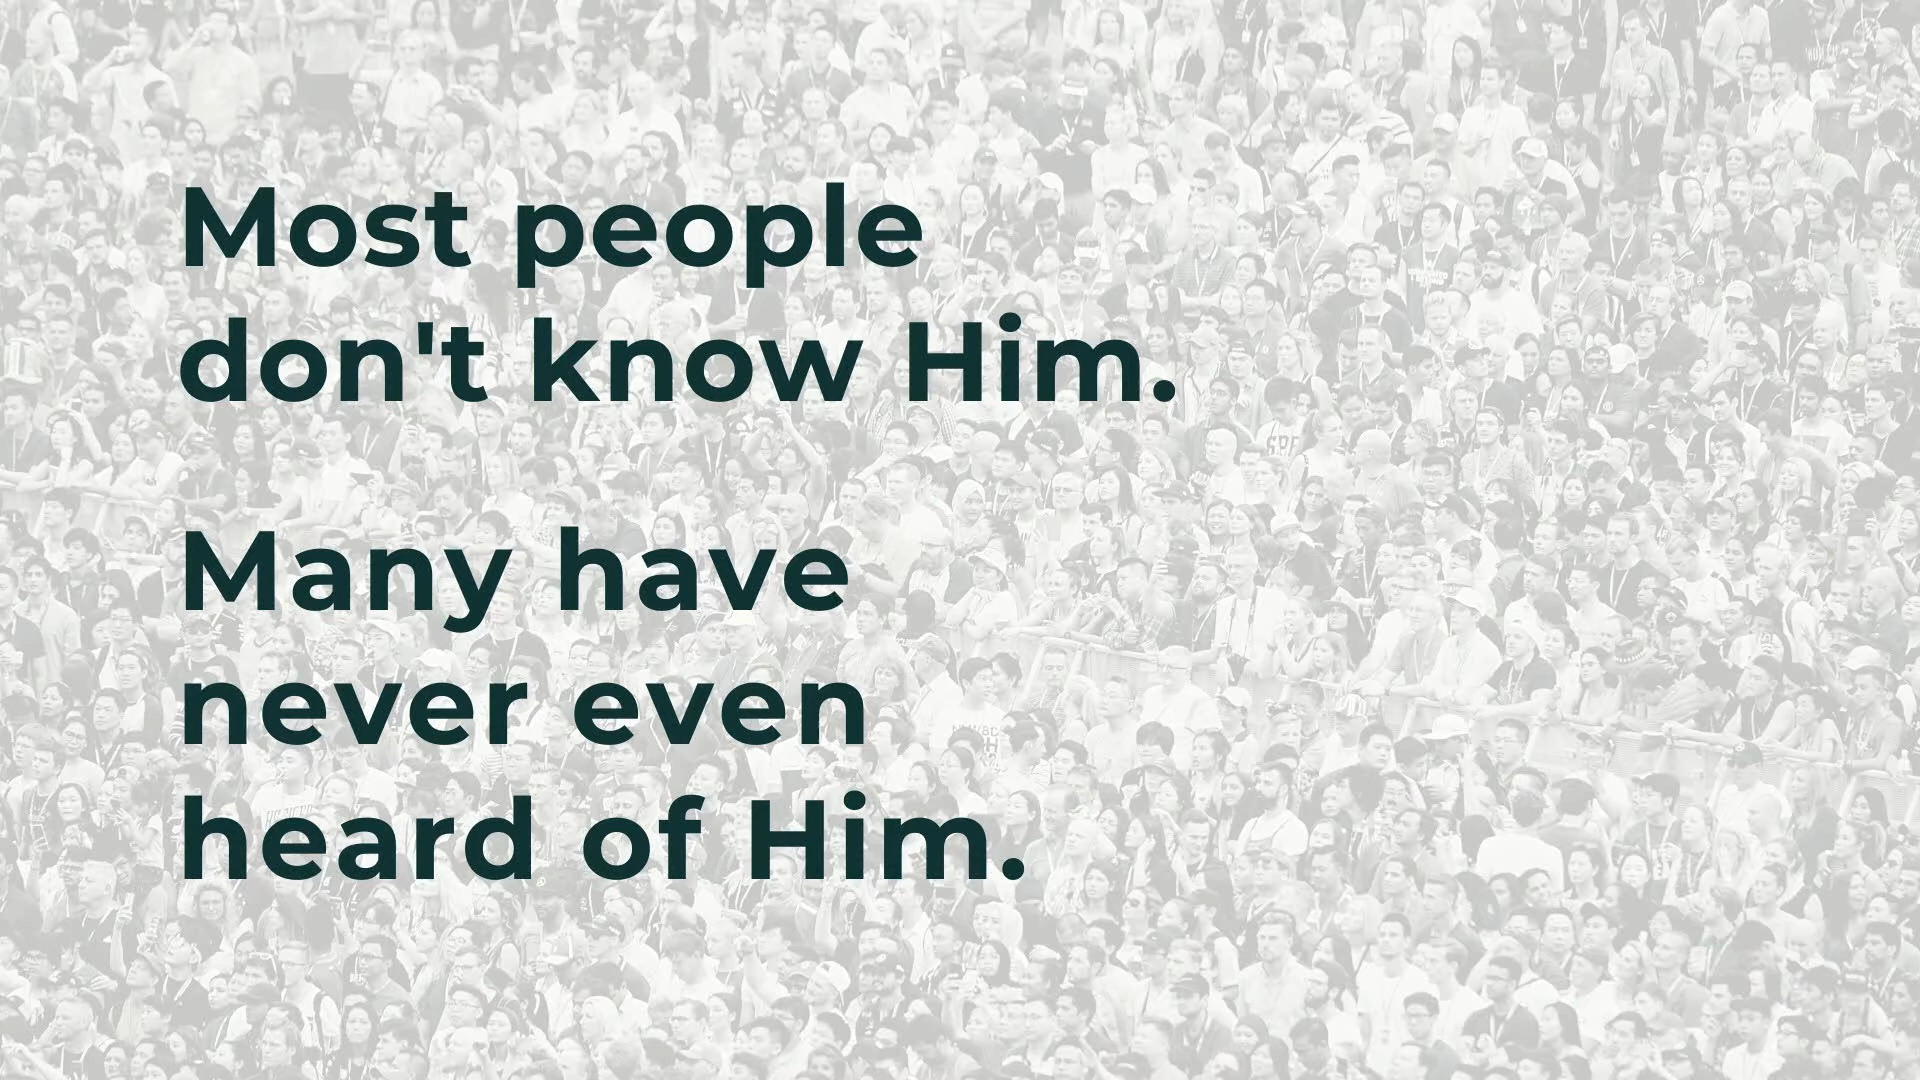 Most people
don't know Him.
Many have
never even
heard of Him.